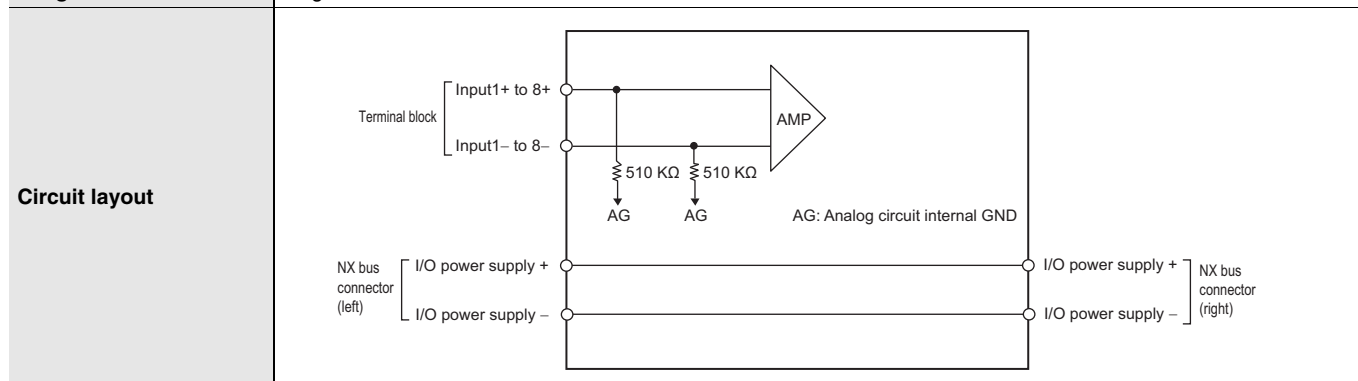 Circuit layout
Terminal block
Input1+ to 8+
Input1– to 8–
AMP
510 KΩ
510 KΩ
AG
AG
AG: Analog circuit internal GND
NX bus
connector
(left)
I/O power supply +
I/O power supply –
I/O power supply +
I/O power supply –
NX bus
connector
(right)